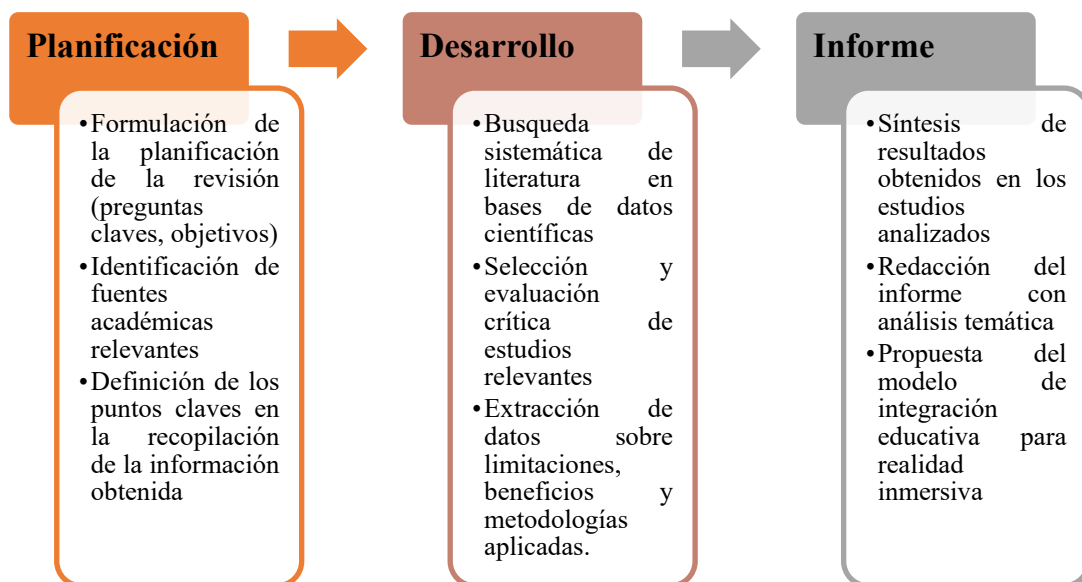 Planificación
•Formulación de
la planificación
de la revisión
(preguntas
claves, objetivos)
•Identificación de
fuentes
académicas
relevantes
•Definición de los
puntos claves en
la recopilación
de la información
obtenida
Desarrollo
•Busqueda
sistemática de
literatura en
bases de datos
científicas
•Selección y
evaluación
crítica de
estudios
relevantes
•Extracción de
datos sobre
limitaciones,
beneficios y
metodologías
aplicadas.
Informe
•Síntesis de
resultados
obtenidos en los
estudios
analizados
•Redacción del
informe con
análisis temática
•Propuesta del
modelo de
integración
educativa para
realidad
inmersiva